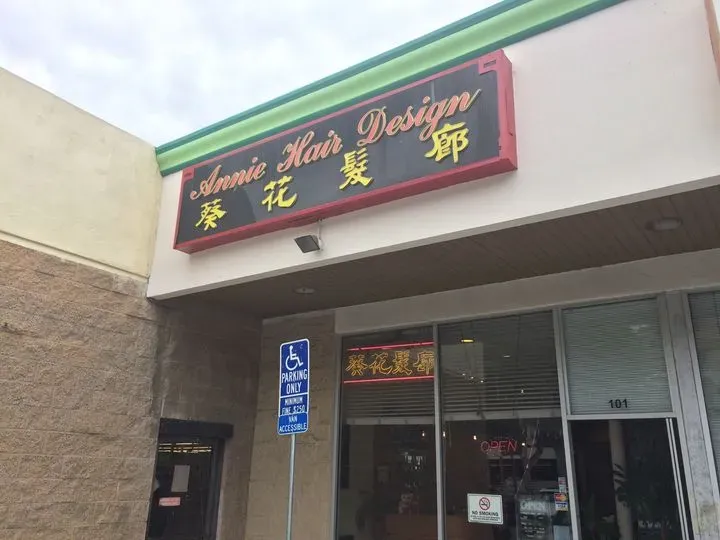 Annie Hair Design
葵花髮廊
葵花髮廊
PARKING
ONLY
MINIMUM
FINE $250
VAN
ACCESSIBLE
101
OPEN
NO SMOKING